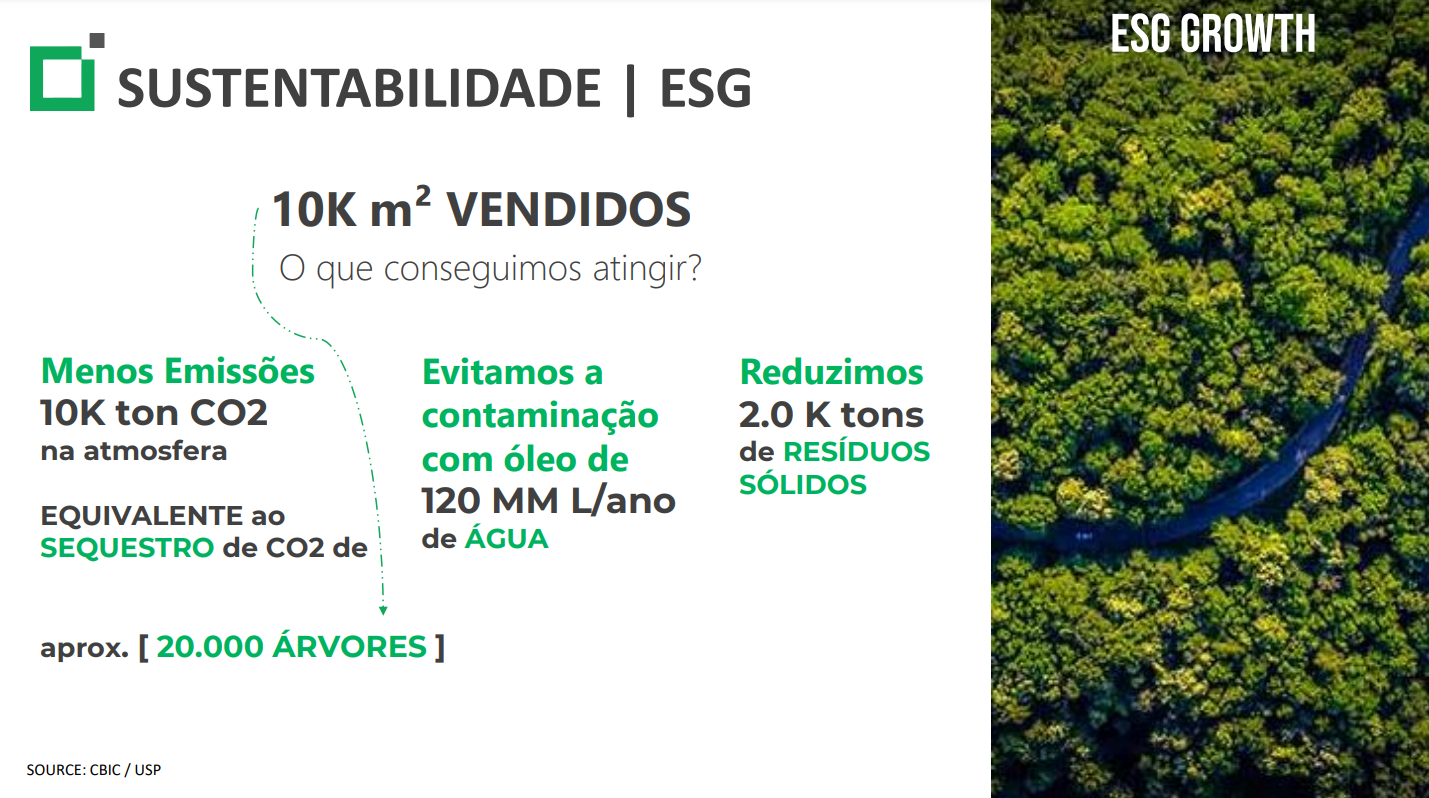 SUSTENTABILIDADE | ESG
ESG GROWTH
10K m² VENDIDOS
O que conseguimos atingir?
Menos Emissões
10K ton CO2
na atmosfera
EQUIVALENTE ao
SEQUESTRO de CO2 de
aprox. [ 20.000 ÁRVORES ]
Evitamos a
contaminação
com óleo de
120 MM L/ano
de ÁGUA
Reduzimos
2.0 K tons
de RESÍDUOS
SÓLIDOS
SOURCE: CBIC / USP